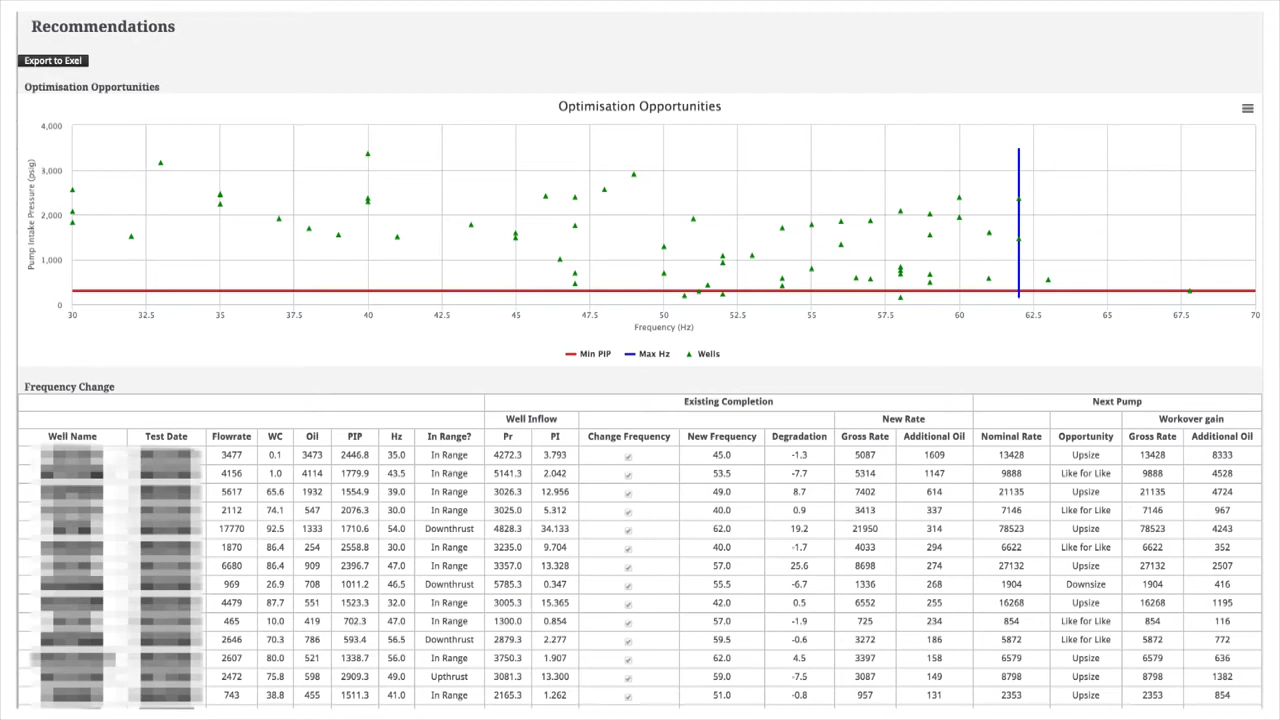 Recommendations
Export to Exel
Optimisation Opportunities
Optimisation Opportunities
4,000
3,000
2,000
1,000
0
Pump Intake Pressure (psig)
30 32.5 35 37.5 40 42.5 45 47.5 50 52.5 55 57.5 60 62.5 65 67.5 70
Frequency (Hz)
Min PIP Max Hz Wells
Frequency Change
Existing Completion Next Pump
Well Inflow New Rate Workover gain
Well Name Test Date Flowrate WC Oil PIP Hz In Range? Pr PI Change Frequency New Frequency Degradation Gross Rate Additional Oil Nominal Rate Opportunity Gross Rate Additional Oil
3477 0.1 3473 2446.8 35.0 In Range 4272.3 3.793 45.0 -1.3 5087 1609 13428 Upsize 13428 8333
4156 1.0 4114 1779.9 43.5 In Range 5141.3 2.042 53.5 -7.7 5314 1147 9888 Like for Like 9888 4528
5617 65.6 1932 1554.9 39.0 In Range 3026.3 12.956 49.0 8.7 7402 614 21135 Upsize 21135 4724
2112 74.1 547 2076.3 30.0 In Range 3025.0 5.312 40.0 0.9 3413 337 7146 Like for Like 7146 967
17770 92.5 1333 1710.6 54.0 Downthrust 4828.3 34.133 62.0 19.2 21950 314 78523 Upsize 78523 4243
1870 86.4 254 2558.8 30.0 In Range 3235.0 9.704 40.0 -1.7 4033 294 6622 Like for Like 6622 352
6680 86.4 909 2396.7 47.0 In Range 3357.0 13.328 57.0 25.6 8698 274 27132 Upsize 27132 2507
969 26.9 708 1011.2 46.5 Downthrust 5785.3 0.347 55.5 -6.7 1336 268 1904 Downsize 1904 416
4479 87.7 551 1523.3 32.0 In Range 3005.3 15.365 42.0 0.5 6552 255 16268 Upsize 16268 1195
465 10.0 419 702.3 47.0 In Range 1300.0 0.854 57.0 -1.9 725 234 854 Like for Like 854 116
2646 70.3 786 593.4 56.5 Downthrust 2879.3 2.277 59.5 -0.6 3272 186 5872 Like for Like 5872 772
2607 80.0 521 1338.7 56.0 In Range 3750.3 1.907 62.0 4.5 3397 158 6579 Upsize 6579 636
2472 75.8 598 2909.3 49.0 Upthrust 3081.3 13.300 59.0 -7.5 3087 149 8798 Upsize 8798 1382
743 38.8 455 1511.3 41.0 In Range 2165.3 1.262 51.0 -0.8 957 131 2353 Upsize 2353 854